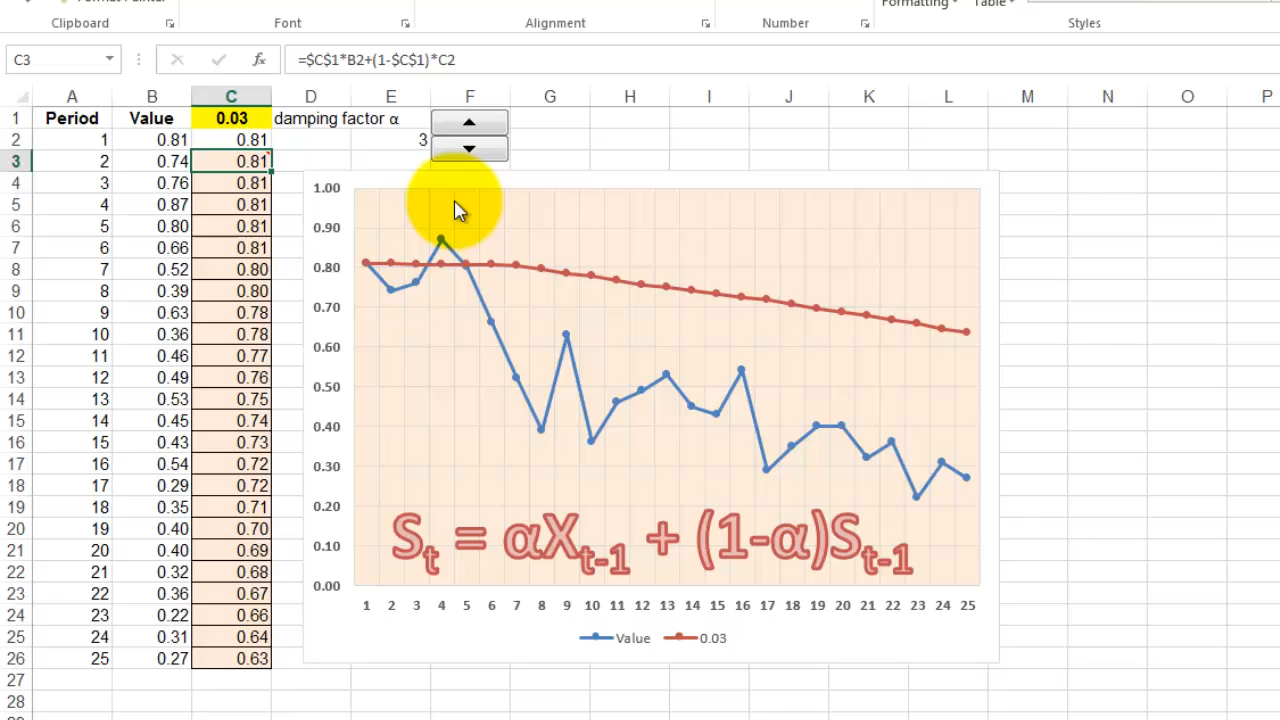 Formatting Table
Clipboard Font Alignment Number Styles
C3 fx =$C$1*B2+(1-$C$1)*C2
A B C D E F G H I J K L M N O P
1 Period Value 0.03 damping factor α
2 1 0.81 0.81 3
3 2 0.74 0.81
4 3 0.76 0.81
5 4 0.87 0.81
6 5 0.80 0.81
7 6 0.66 0.81
8 7 0.52 0.80
9 8 0.39 0.80
10 9 0.63 0.78
11 10 0.36 0.78
12 11 0.46 0.77
13 12 0.49 0.76
14 13 0.53 0.75
15 14 0.45 0.74
16 15 0.43 0.73
17 16 0.54 0.72
18 17 0.29 0.72
19 18 0.35 0.71
20 19 0.40 0.70
21 20 0.40 0.69
22 21 0.32 0.68
23 22 0.36 0.67
24 23 0.22 0.66
25 24 0.31 0.64
26 25 0.27 0.63
27
28
1.00
0.90
0.80
0.70
0.60
0.50
0.40
0.30
0.20
0.10
0.00
St = αXt-1 + (1-α)St-1
1 2 3 4 5 6 7 8 9 10 11 12 13 14 15 16 17 18 19 20 21 22 23 24 25
Value 0.03